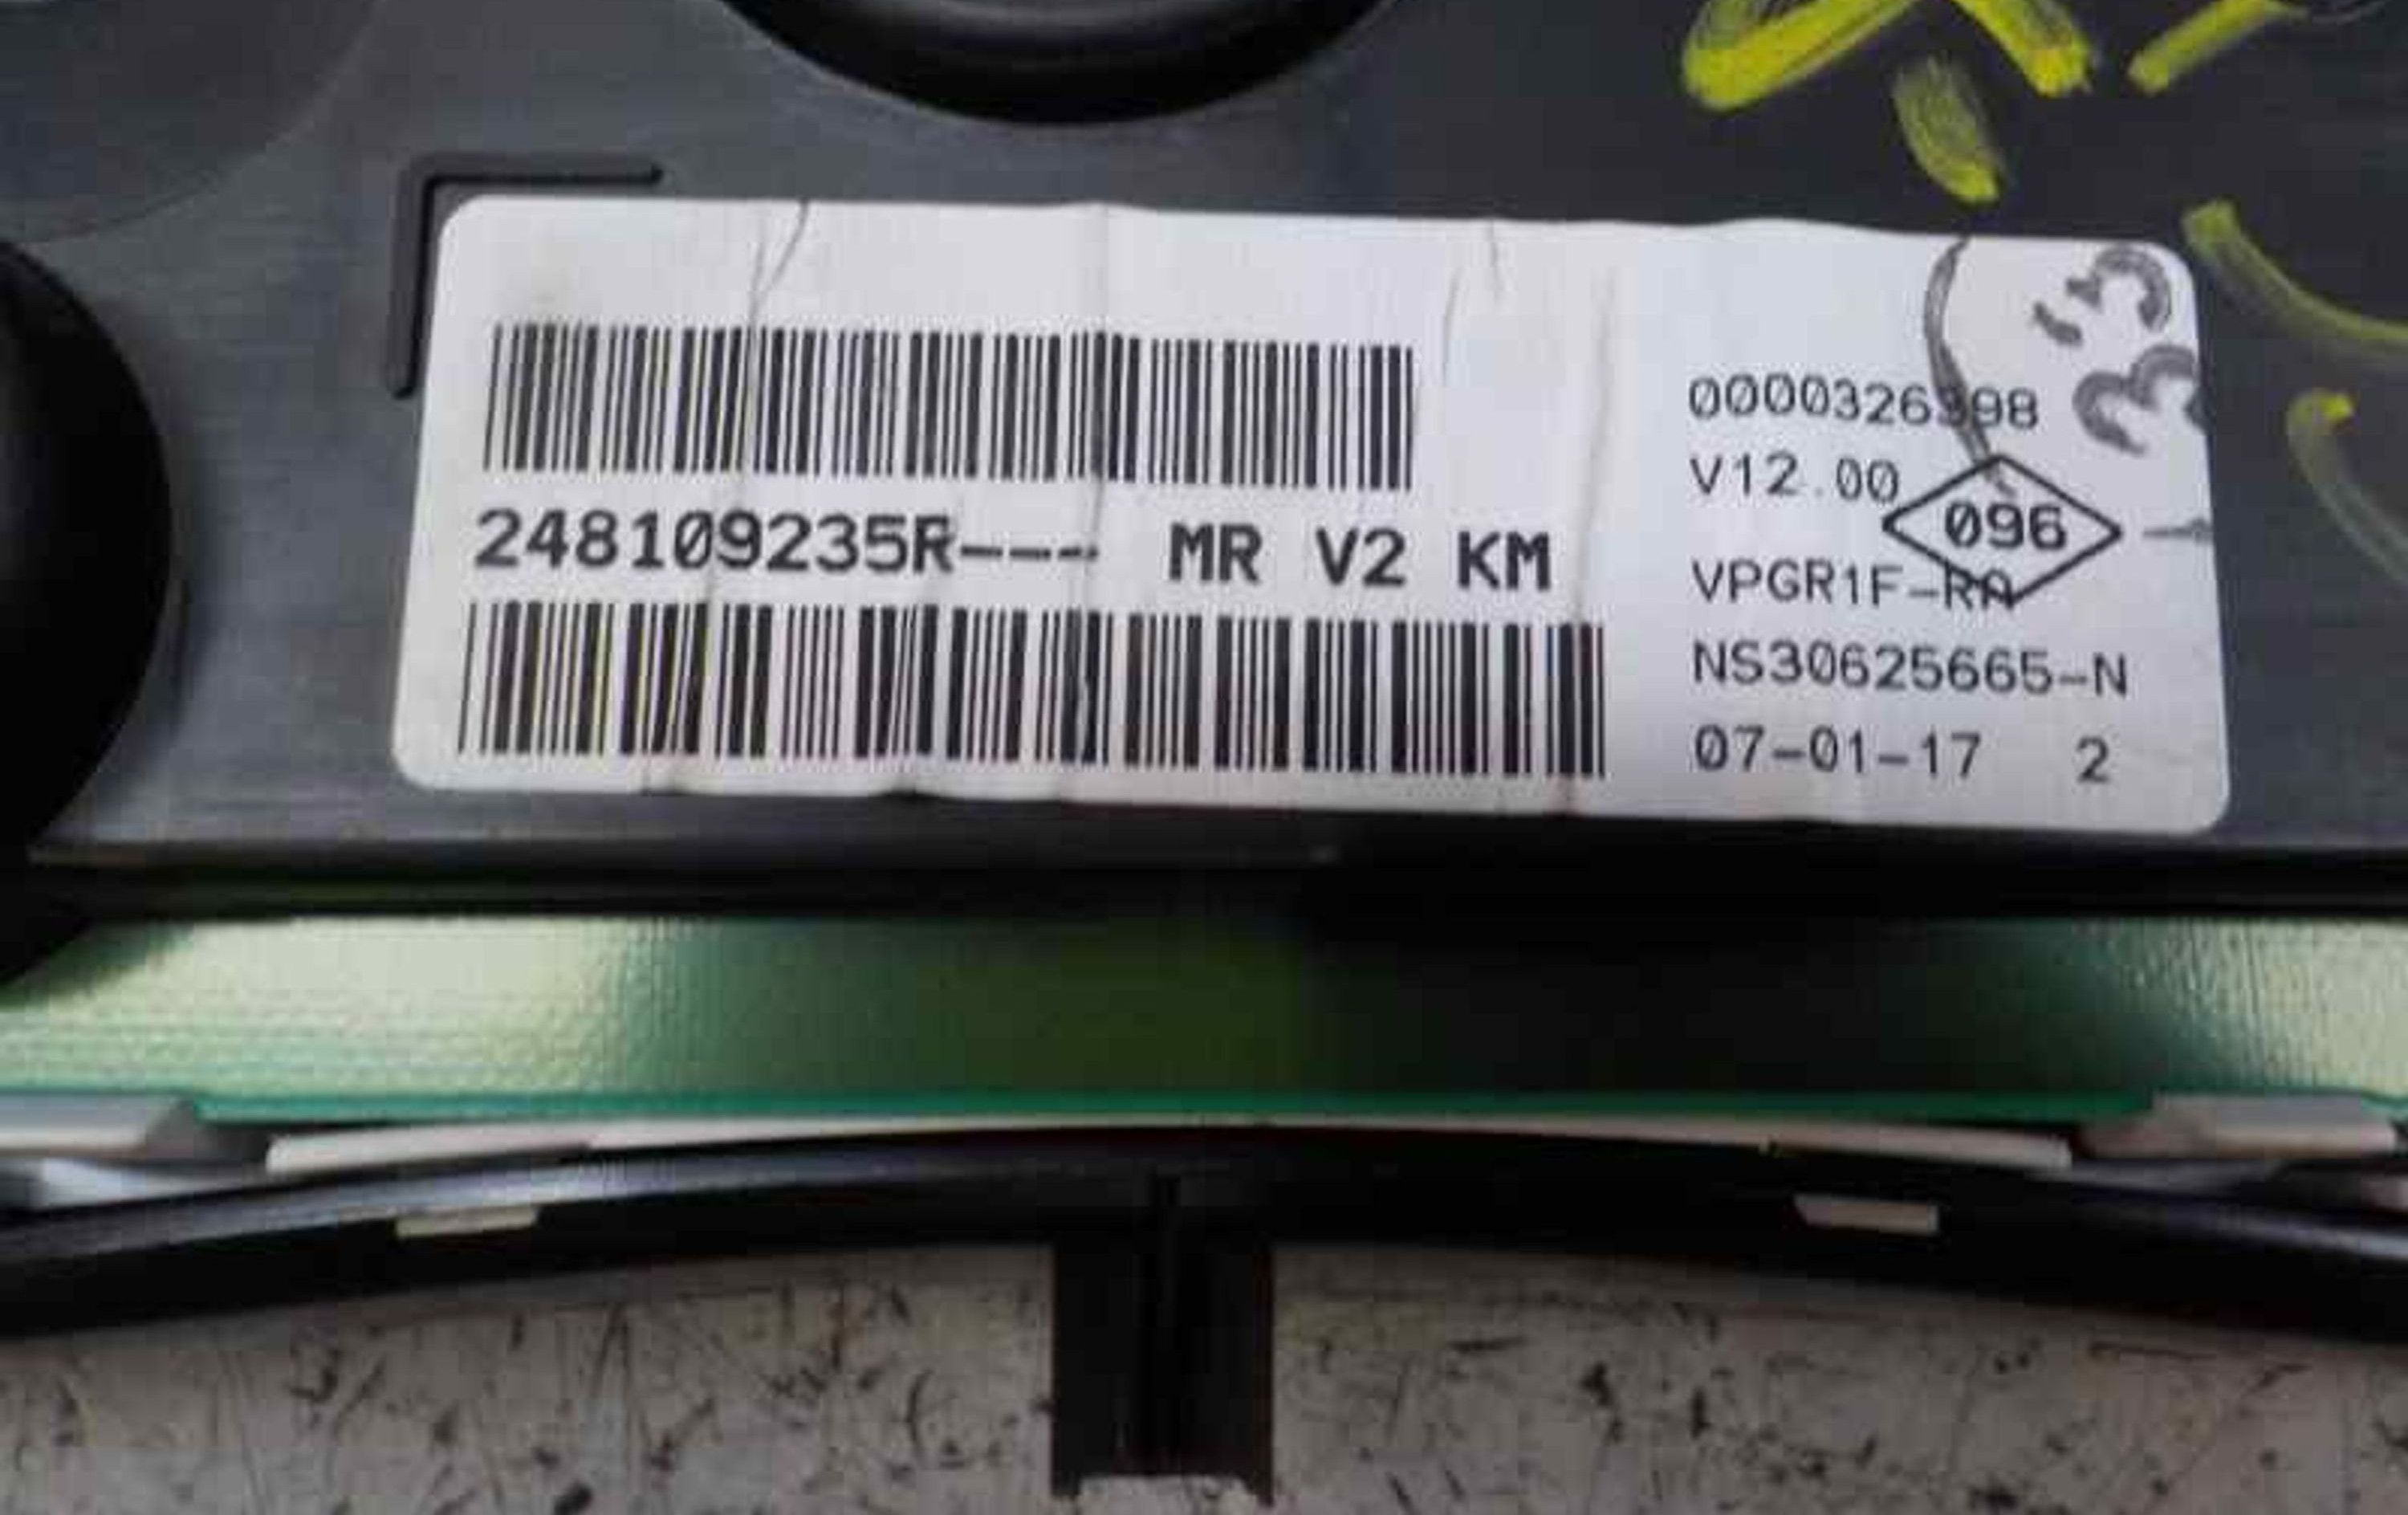 0000326398
V12.00
096
248109235R--- MR V2 KM
VPGR1F-RA
NS30625665-N
07-01-17 2